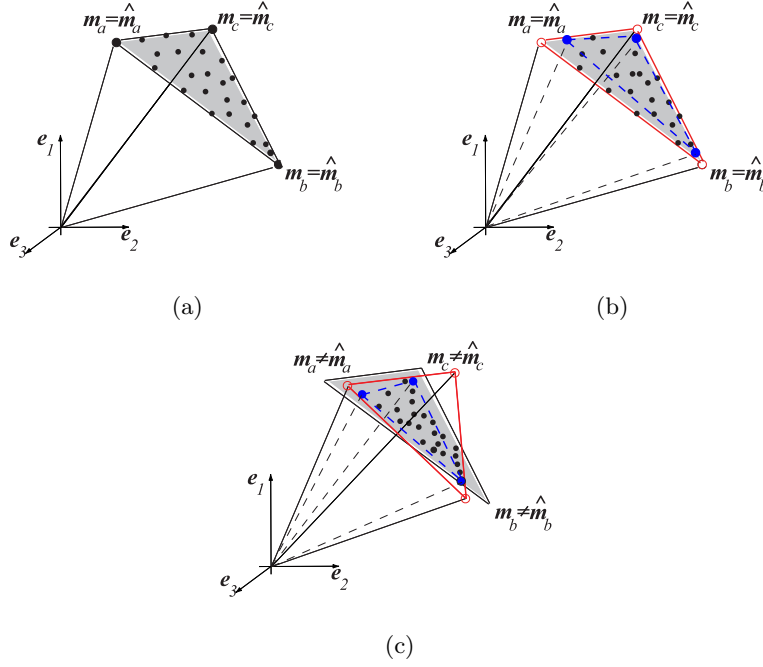 m_a=m̂_a m_c=m̂_c
e_1
m_b=m̂_b
e_2
e_3
(a)
m_a=m̂_a m_c=m̂_c
e_1
m_b=m̂_b
e_2
e_3
(b)
m_a≠m̂_a m_c≠m̂_c
e_1
m_b≠m̂_b
e_2
e_3
(c)